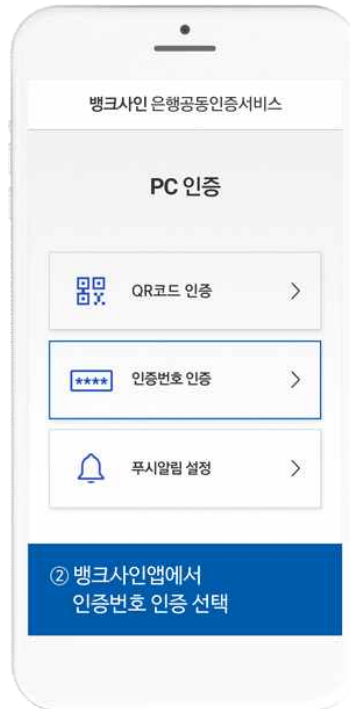 뱅크사인 은행공동인증서비스
PC 인증
QR코드 인증
**** 인증번호 인증
푸시알림 설정
② 뱅크사인앱에서
인증번호 인증 선택